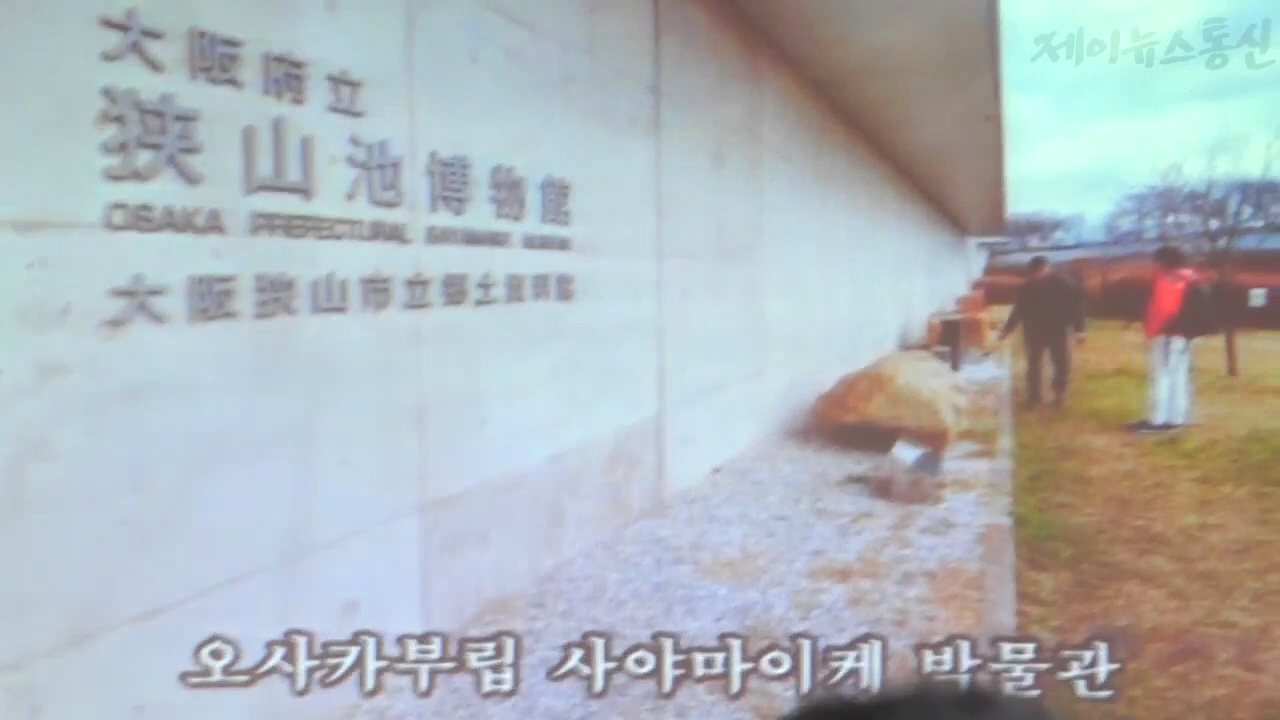 제이뉴스통신
大阪府立
狭山池博物館
OSAKA PREFECTURAL
大阪狭山市立郷土資料館
오사카부립 사야마이케 박물관